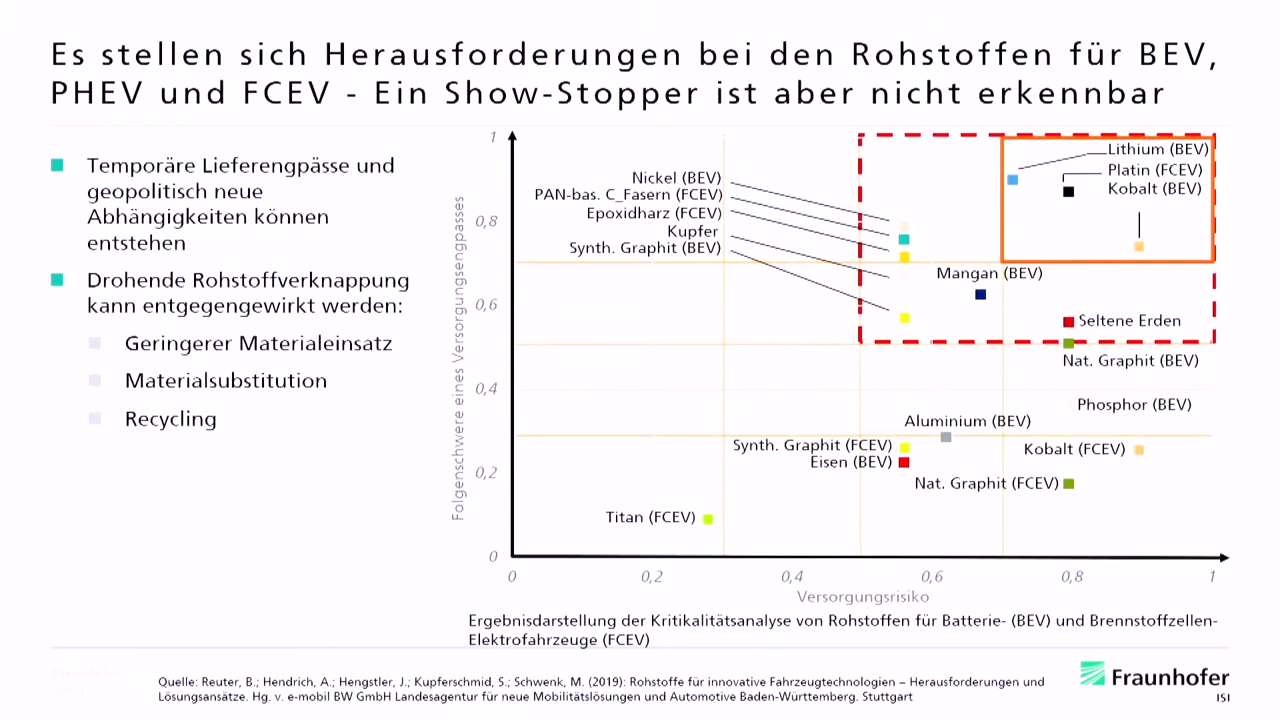 Es stellen sich Herausforderungen bei den Rohstoffen für BEV,
PHEV und FCEV - Ein Show-Stopper ist aber nicht erkennbar
Temporäre Lieferengpässe und
geopolitisch neue
Abhängigkeiten können
entstehen
Drohende Rohstoffverknappung
kann entgegengewirkt werden:
Geringerer Materialeinsatz
Materialsubstitution
Recycling
Folgenschwere eines Versorgungsengpasses
1
0,8
0,6
0,4
0,2
0
Nickel (BEV)
PAN-bas. C_Fasern (FCEV)
Epoxidharz (FCEV)
Kupfer
Synth. Graphit (BEV)
Lithium (BEV)
Platin (FCEV)
Kobalt (BEV)
Mangan (BEV)
Seltene Erden
Nat. Graphit (BEV)
Phosphor (BEV)
Aluminium (BEV)
Synth. Graphit (FCEV)
Eisen (BEV)
Kobalt (FCEV)
Nat. Graphit (FCEV)
Titan (FCEV)
0 0,2 0,4 0,6 0,8 1
Versorgungsrisiko
Ergebnisdarstellung der Kritikalitätsanalyse von Rohstoffen für Batterie- (BEV) und Brennstoffzellen-
Elektrofahrzeuge (FCEV)
Quelle: Reuter, B.; Hendrich, A.; Hengstler, J.; Kupferschmid, S.; Schwenk, M. (2019): Rohstoffe für innovative Fahrzeugtechnologien – Herausforderungen und
Lösungsansätze. Hg. v. e-mobil BW GmbH Landesagentur für neue Mobilitätslösungen und Automotive Baden-Württemberg. Stuttgart
Fraunhofer
ISI